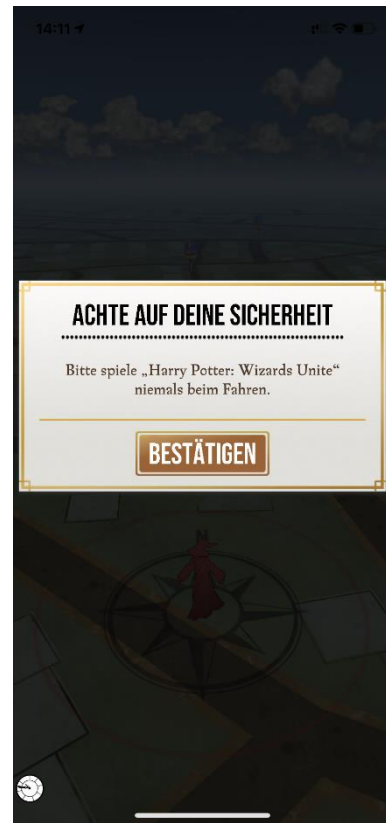 14:11
ACHTE AUF DEINE SICHERHEIT
Bitte spiele „Harry Potter: Wizards Unite“
niemals beim Fahren.
BESTÄTIGEN
N